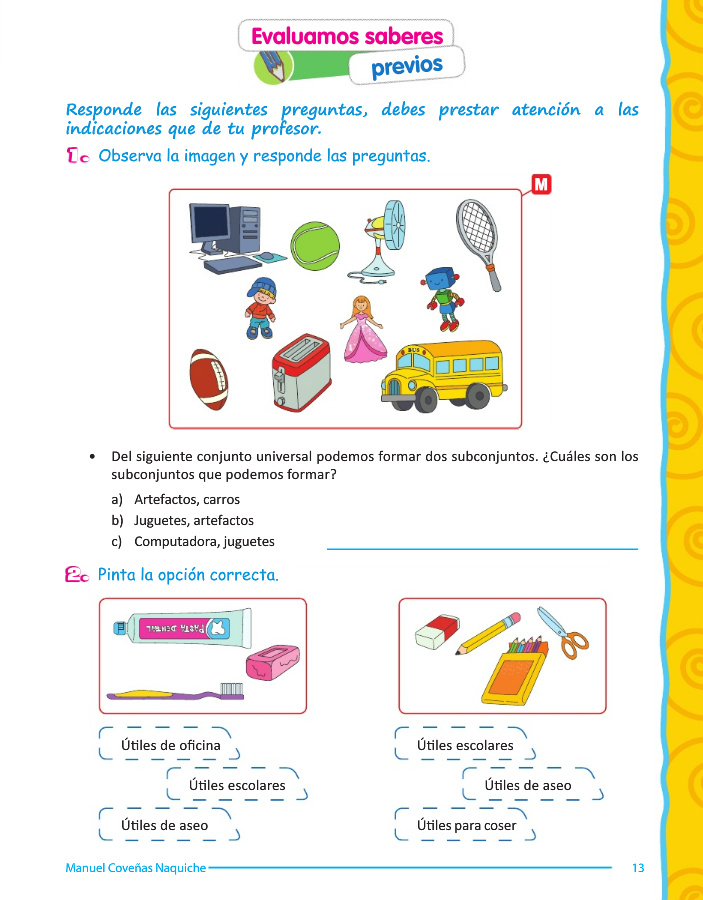 Evaluamos saberes
previos
Responde las siguientes preguntas, debes prestar atención a las
indicaciones que de tu profesor.
1. Observa la imagen y responde las preguntas.
M
BUS
• Del siguiente conjunto universal podemos formar dos subconjuntos. ¿Cuáles son los
subconjuntos que podemos formar?
a) Artefactos, carros
b) Juguetes, artefactos
c) Computadora, juguetes
2. Pinta la opción correcta.
PASTA DENTAL
Útiles de oficina
Útiles escolares
Útiles de aseo
Útiles escolares
Útiles de aseo
Útiles para coser
Manuel Coveñas Naquiche
13